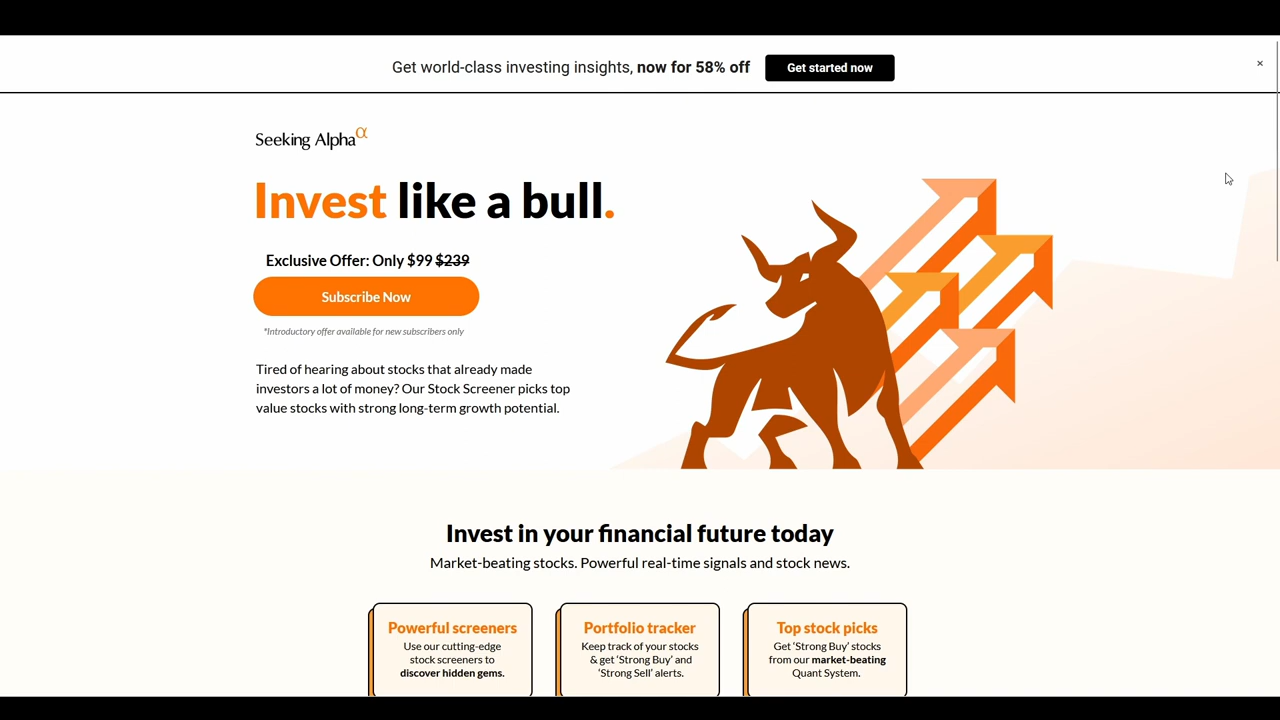 Get world-class investing insights, now for 58% off
Get started now
×
Seeking Alphaα
Invest like a bull.
Exclusive Offer: Only $99 $239
Subscribe Now
*Introductory offer available for new subscribers only
Tired of hearing about stocks that already made
investors a lot of money? Our Stock Screener picks top
value stocks with strong long-term growth potential.
Invest in your financial future today
Market-beating stocks. Powerful real-time signals and stock news.
Powerful screeners
Use our cutting-edge
stock screeners to
discover hidden gems.
Portfolio tracker
Keep track of your stocks
& get ‘Strong Buy’ and
‘Strong Sell’ alerts.
Top stock picks
Get ‘Strong Buy’ stocks
from our market-beating
Quant System.